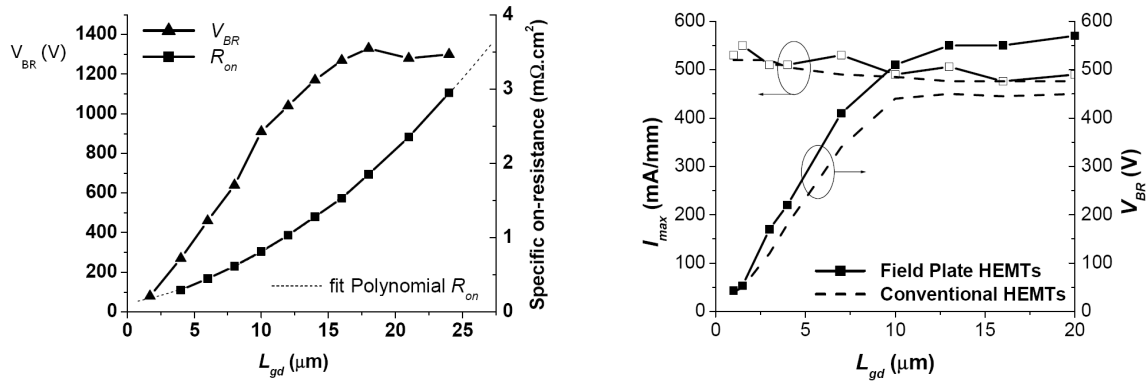 V_BR (V)
1400
1200
1000
800
600
400
200
0
V_BR
R_on
fit Polynomial R_on
0 5 10 15 20 25
L_gd (μm)
4
3
2
1
0
Specific on-resistance (mΩ.cm²)
600
500
400
300
200
100
0
I_max (mA/mm)
Field Plate HEMTs
Conventional HEMTs
0 5 10 15 20
L_gd (μm)
600
500
400
300
200
100
0
V_BR (V)